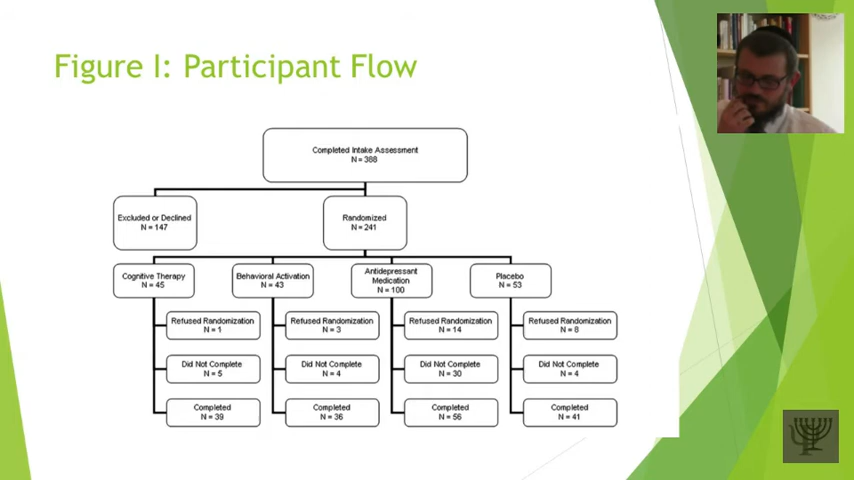 Figure I: Participant Flow
Completed Intake Assessment
N = 388
Excluded or Declined
N = 147
Randomized
N = 241
Cognitive Therapy
N = 45
Behavioral Activation
N = 43
Antidepressant
Medication
N = 100
Placebo
N = 53
Refused Randomization
N = 1
Refused Randomization
N = 3
Refused Randomization
N = 14
Refused Randomization
N = 8
Did Not Complete
N = 5
Did Not Complete
N = 4
Did Not Complete
N = 30
Did Not Complete
N = 4
Completed
N = 39
Completed
N = 36
Completed
N = 56
Completed
N = 41